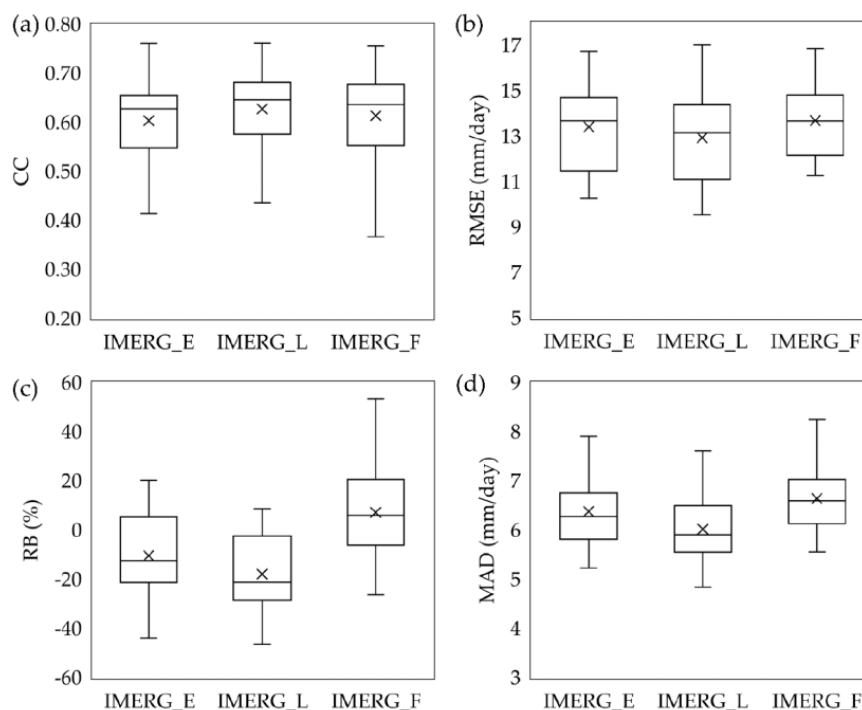 (a)
CC
0.80
0.70
0.60
0.50
0.40
0.30
0.20
IMERG_E IMERG_L IMERG_F
(b)
RMSE (mm/day)
17
15
13
11
9
7
5
IMERG_E IMERG_L IMERG_F
(c)
RB (%)
60
40
20
0
-20
-40
-60
IMERG_E IMERG_L IMERG_F
(d)
MAD (mm/day)
9
8
7
6
5
4
3
IMERG_E IMERG_L IMERG_F